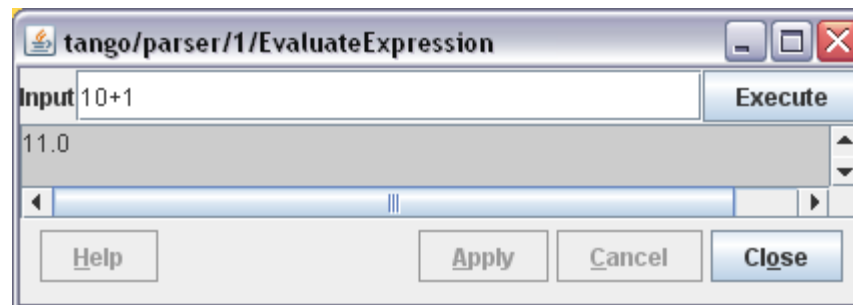 tango/parser/1/EvaluateExpression
Input 10+1 Execute
11.0
Help Apply Cancel Close